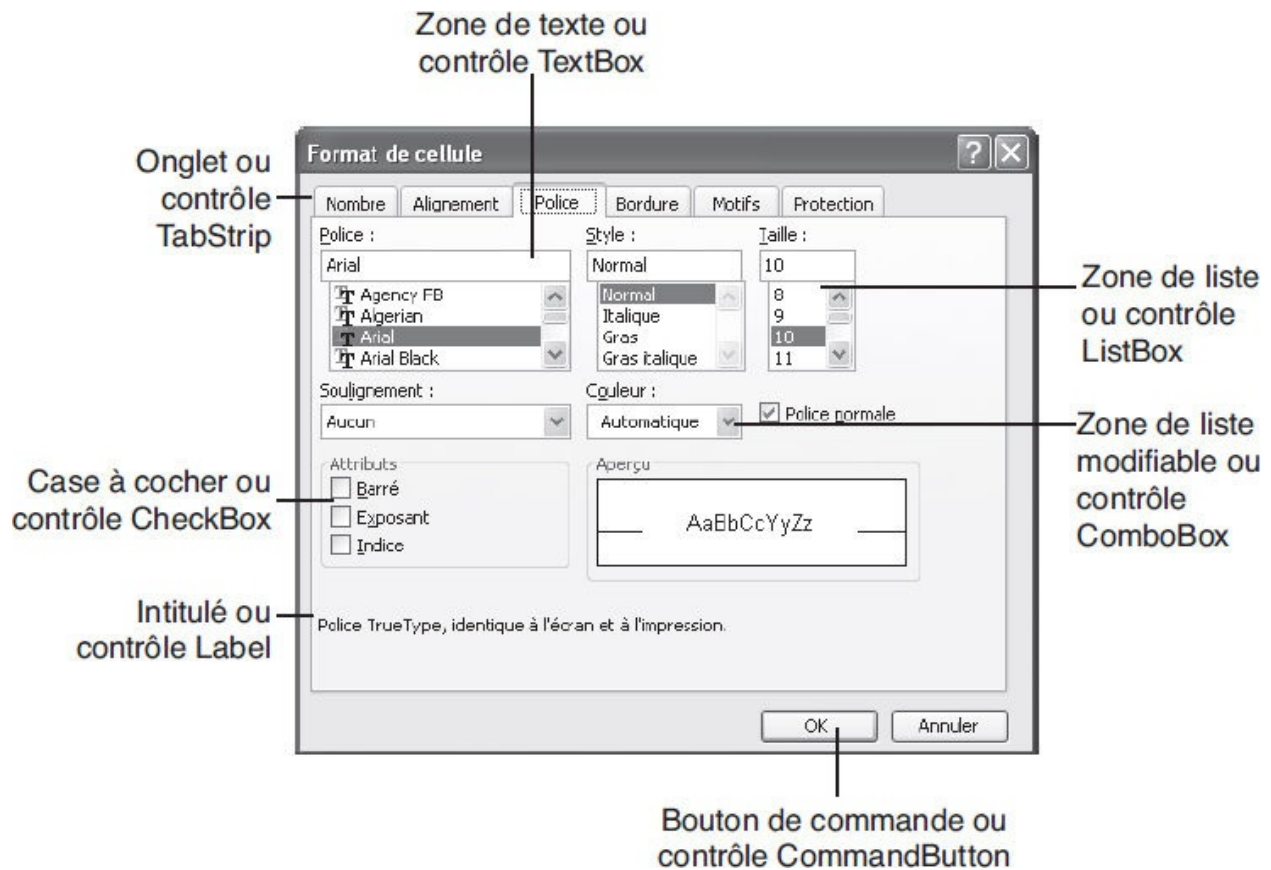 Zone de texte ou
contrôle TextBox
Onglet ou
contrôle
TabStrip
Format de cellule
Nombre Alignement Police Bordure Motifs Protection
Police : Style : Taille :
Arial Normal 10
Agency FB Normal 8
Algerian Italique 9
Arial Gras 10
Arial Black Gras italique 11
Zone de liste
ou contrôle
ListBox
Soulignement : Couleur :
Aucun Automatique Police normale
Zone de liste
modifiable ou
contrôle
ComboBox
Case à cocher ou
contrôle CheckBox
Attributs Aperçu
Barré
Exposant AaBbCcYyZz
Indice
Intitulé ou
contrôle Label
Police TrueType, identique à l'écran et à l'impression.
OK Annuler
Bouton de commande ou
contrôle CommandButton